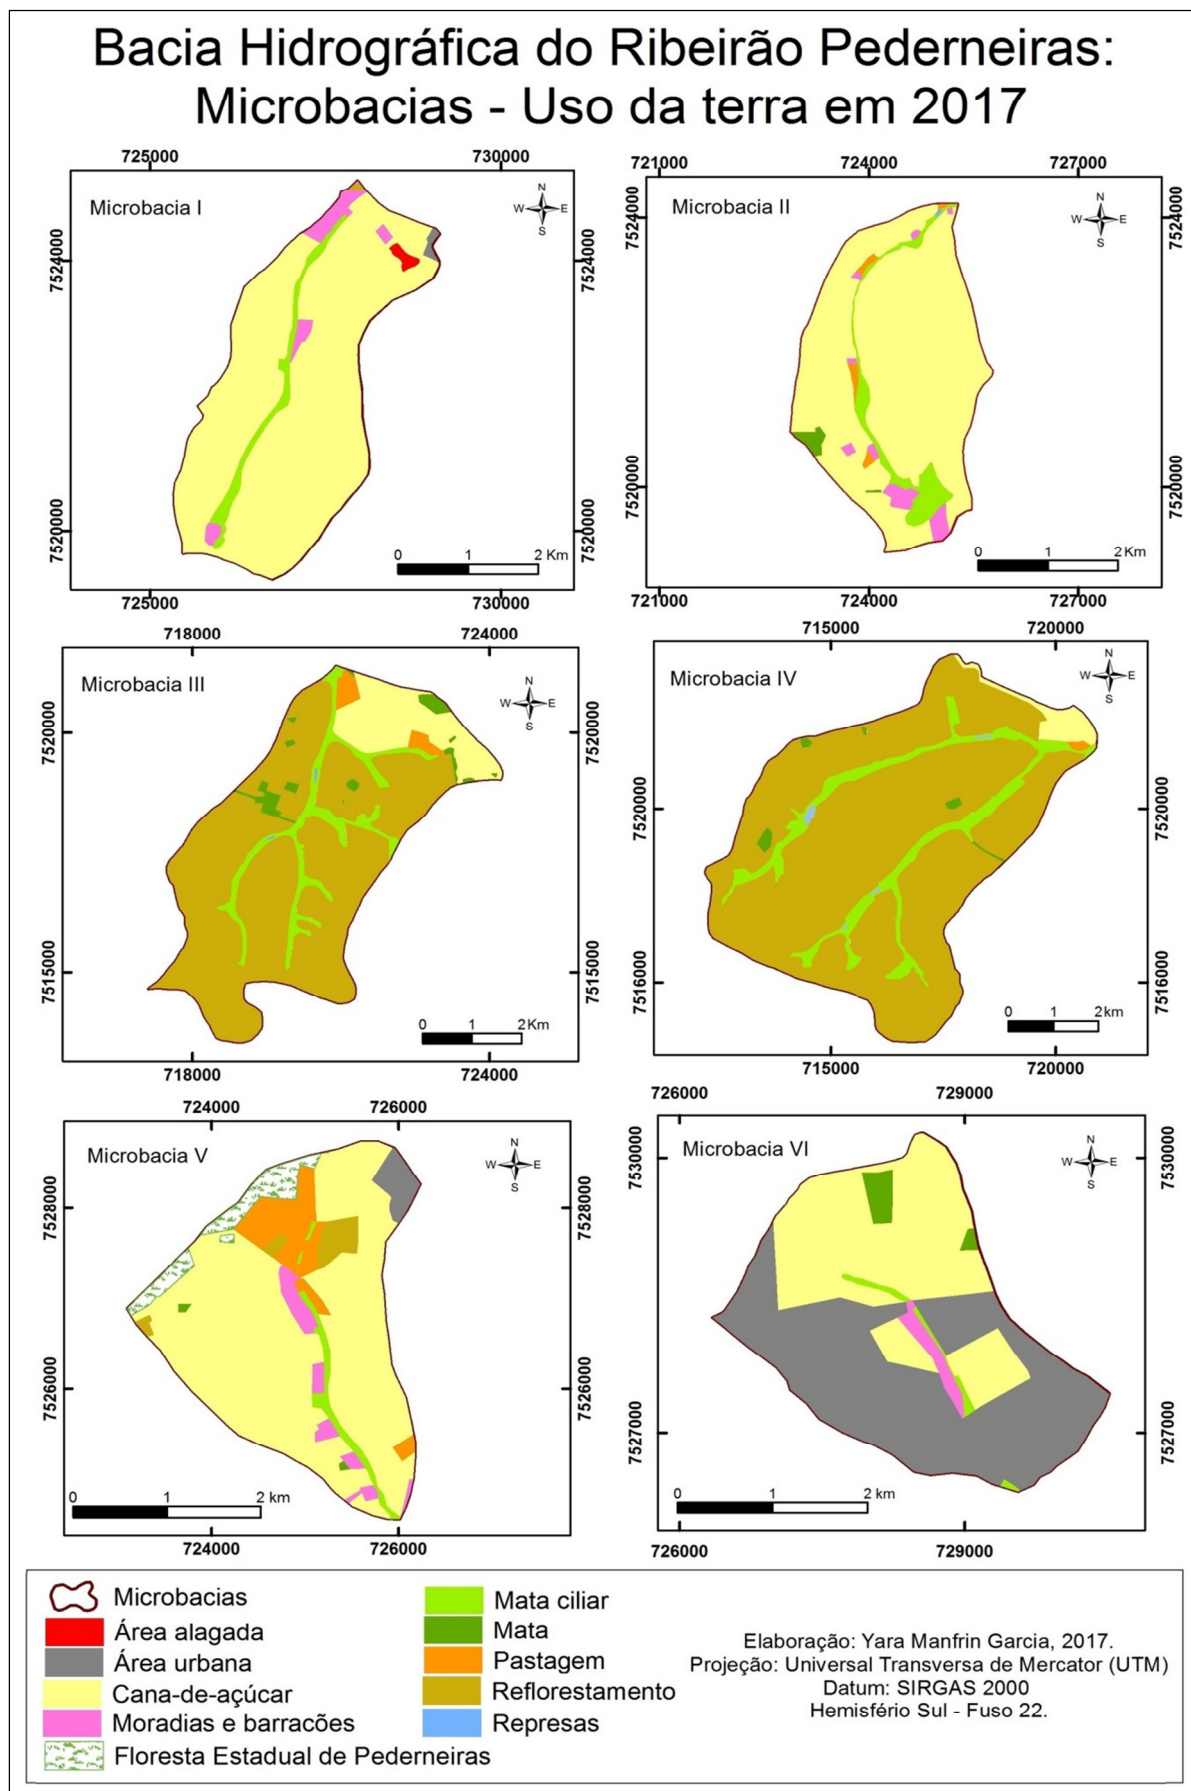 Bacia Hidrográfica do Ribeirão Pederneiras:
Microbacias - Uso da terra em 2017
725000 730000
Microbacia I
N
W E
S
7524000 7524000
7520000 7520000
0 1 2 Km
725000 730000
721000 724000 727000
Microbacia II
N
W E
S
7524000 7524000
7520000 7520000
0 1 2 Km
721000 724000 727000
718000 724000
Microbacia III
N
W E
S
7520000 7520000
7515000 7515000
0 1 2 Km
718000 724000
715000 720000
Microbacia IV
N
W E
S
7520000 7520000
7516000 7516000
0 1 2 km
715000 720000
724000 726000
Microbacia V
N
W E
S
7528000 7528000
7526000 7526000
0 1 2 km
724000 726000
726000 729000
Microbacia VI
N
W E
S
7530000 7530000
7527000 7527000
0 1 2 km
726000 729000
Microbacias
Área alagada
Área urbana
Cana-de-açúcar
Moradias e barracões
Floresta Estadual de Pederneiras
Mata ciliar
Mata
Pastagem
Reflorestamento
Represas
Elaboração: Yara Manfrin Garcia, 2017.
Projeção: Universal Transversa de Mercator (UTM)
Datum: SIRGAS 2000
Hemisfério Sul - Fuso 22.